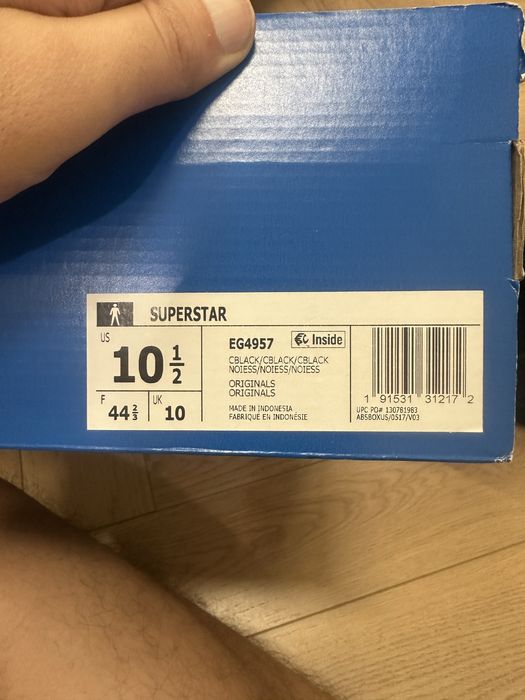 SUPERSTAR
US
10 1/2
F
44 2/3
UK
10
EG4957
Inside
CBLACK/CBLACK/CBLACK
NOIESS/NOIESS/NOIESS
ORIGINALS
ORIGINALS
MADE IN INDONESIA
FABRIQUE EN INDONÉSIE
1 91531 31217 2
UPC PO# 130781983
ABSBOXUS/0517/V03